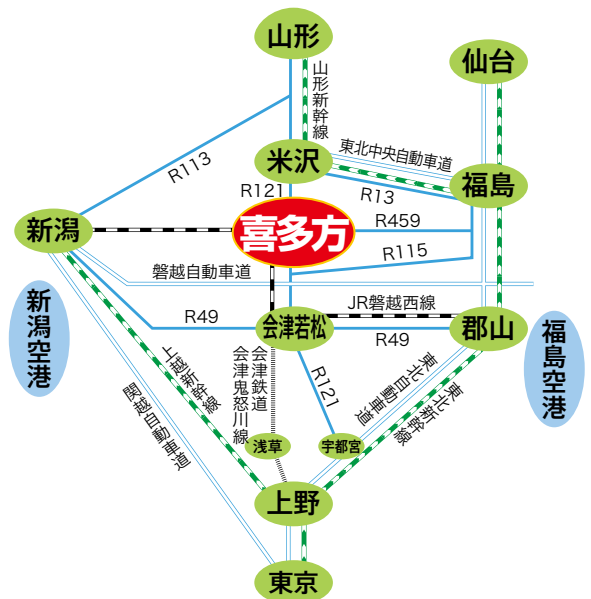 山形
仙台
山形新幹線
東北中央自動車道
R113
米沢
福島
R121
R13
新潟
喜多方
R459
R115
磐越自動車道
新潟空港
JR磐越西線
R49
会津若松
R49
郡山
福島空港
上越新幹線
会津鉄道
会津鬼怒川線
R121
東北自動車道
東北新幹線
関越自動車道
浅草
宇都宮
上野
東京